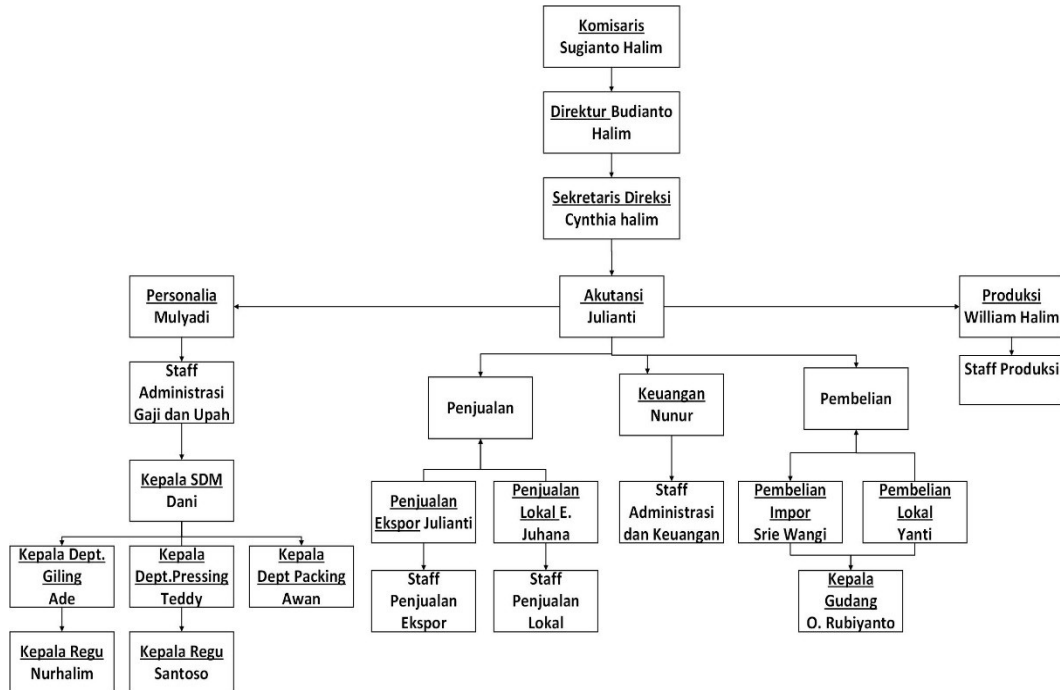 Komisaris
Sugianto Halim
Direktur Budianto
Halim
Sekretaris Direksi
Cynthia halim
Personalia
Mulyadi
Akutansi
Julianti
Produksi
William Halim
Staff
Administrasi
Gaji dan Upah
Staff Produksi
Penjualan
Keuangan
Nunur
Pembelian
Kepala SDM
Dani
Penjualan
Ekspor Julianti
Penjualan
Lokal E.
Juhana
Staff
Administrasi
dan Keuangan
Pembelian
Impor
Srie Wangi
Pembelian
Lokal
Yanti
Kepala Dept.
Giling
Ade
Kepala
Dept.Pressing
Teddy
Kepala
Dept Packing
Awan
Staff
Penjualan
Ekspor
Staff
Penjualan
Lokal
Kepala
Gudang
O. Rubiyanto
Kepala Regu
Nurhalim
Kepala Regu
Santoso